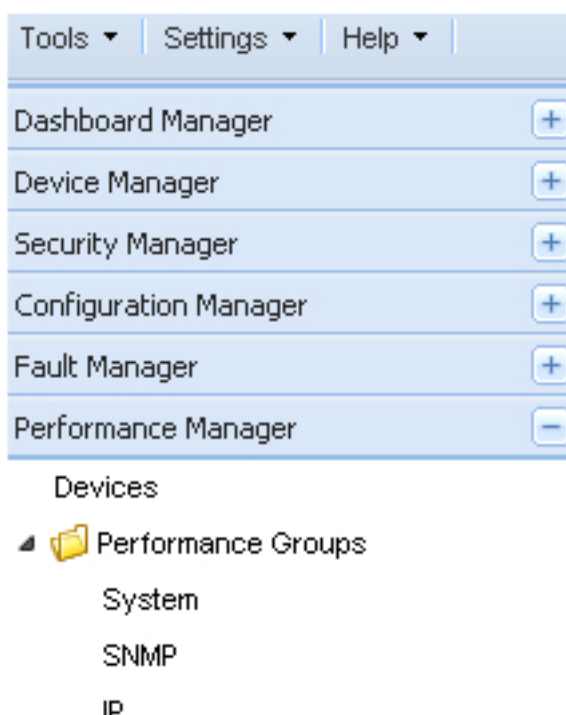 Tools Settings Help
Dashboard Manager
Device Manager
Security Manager
Configuration Manager
Fault Manager
Performance Manager
Devices
Performance Groups
System
SNMP
IP